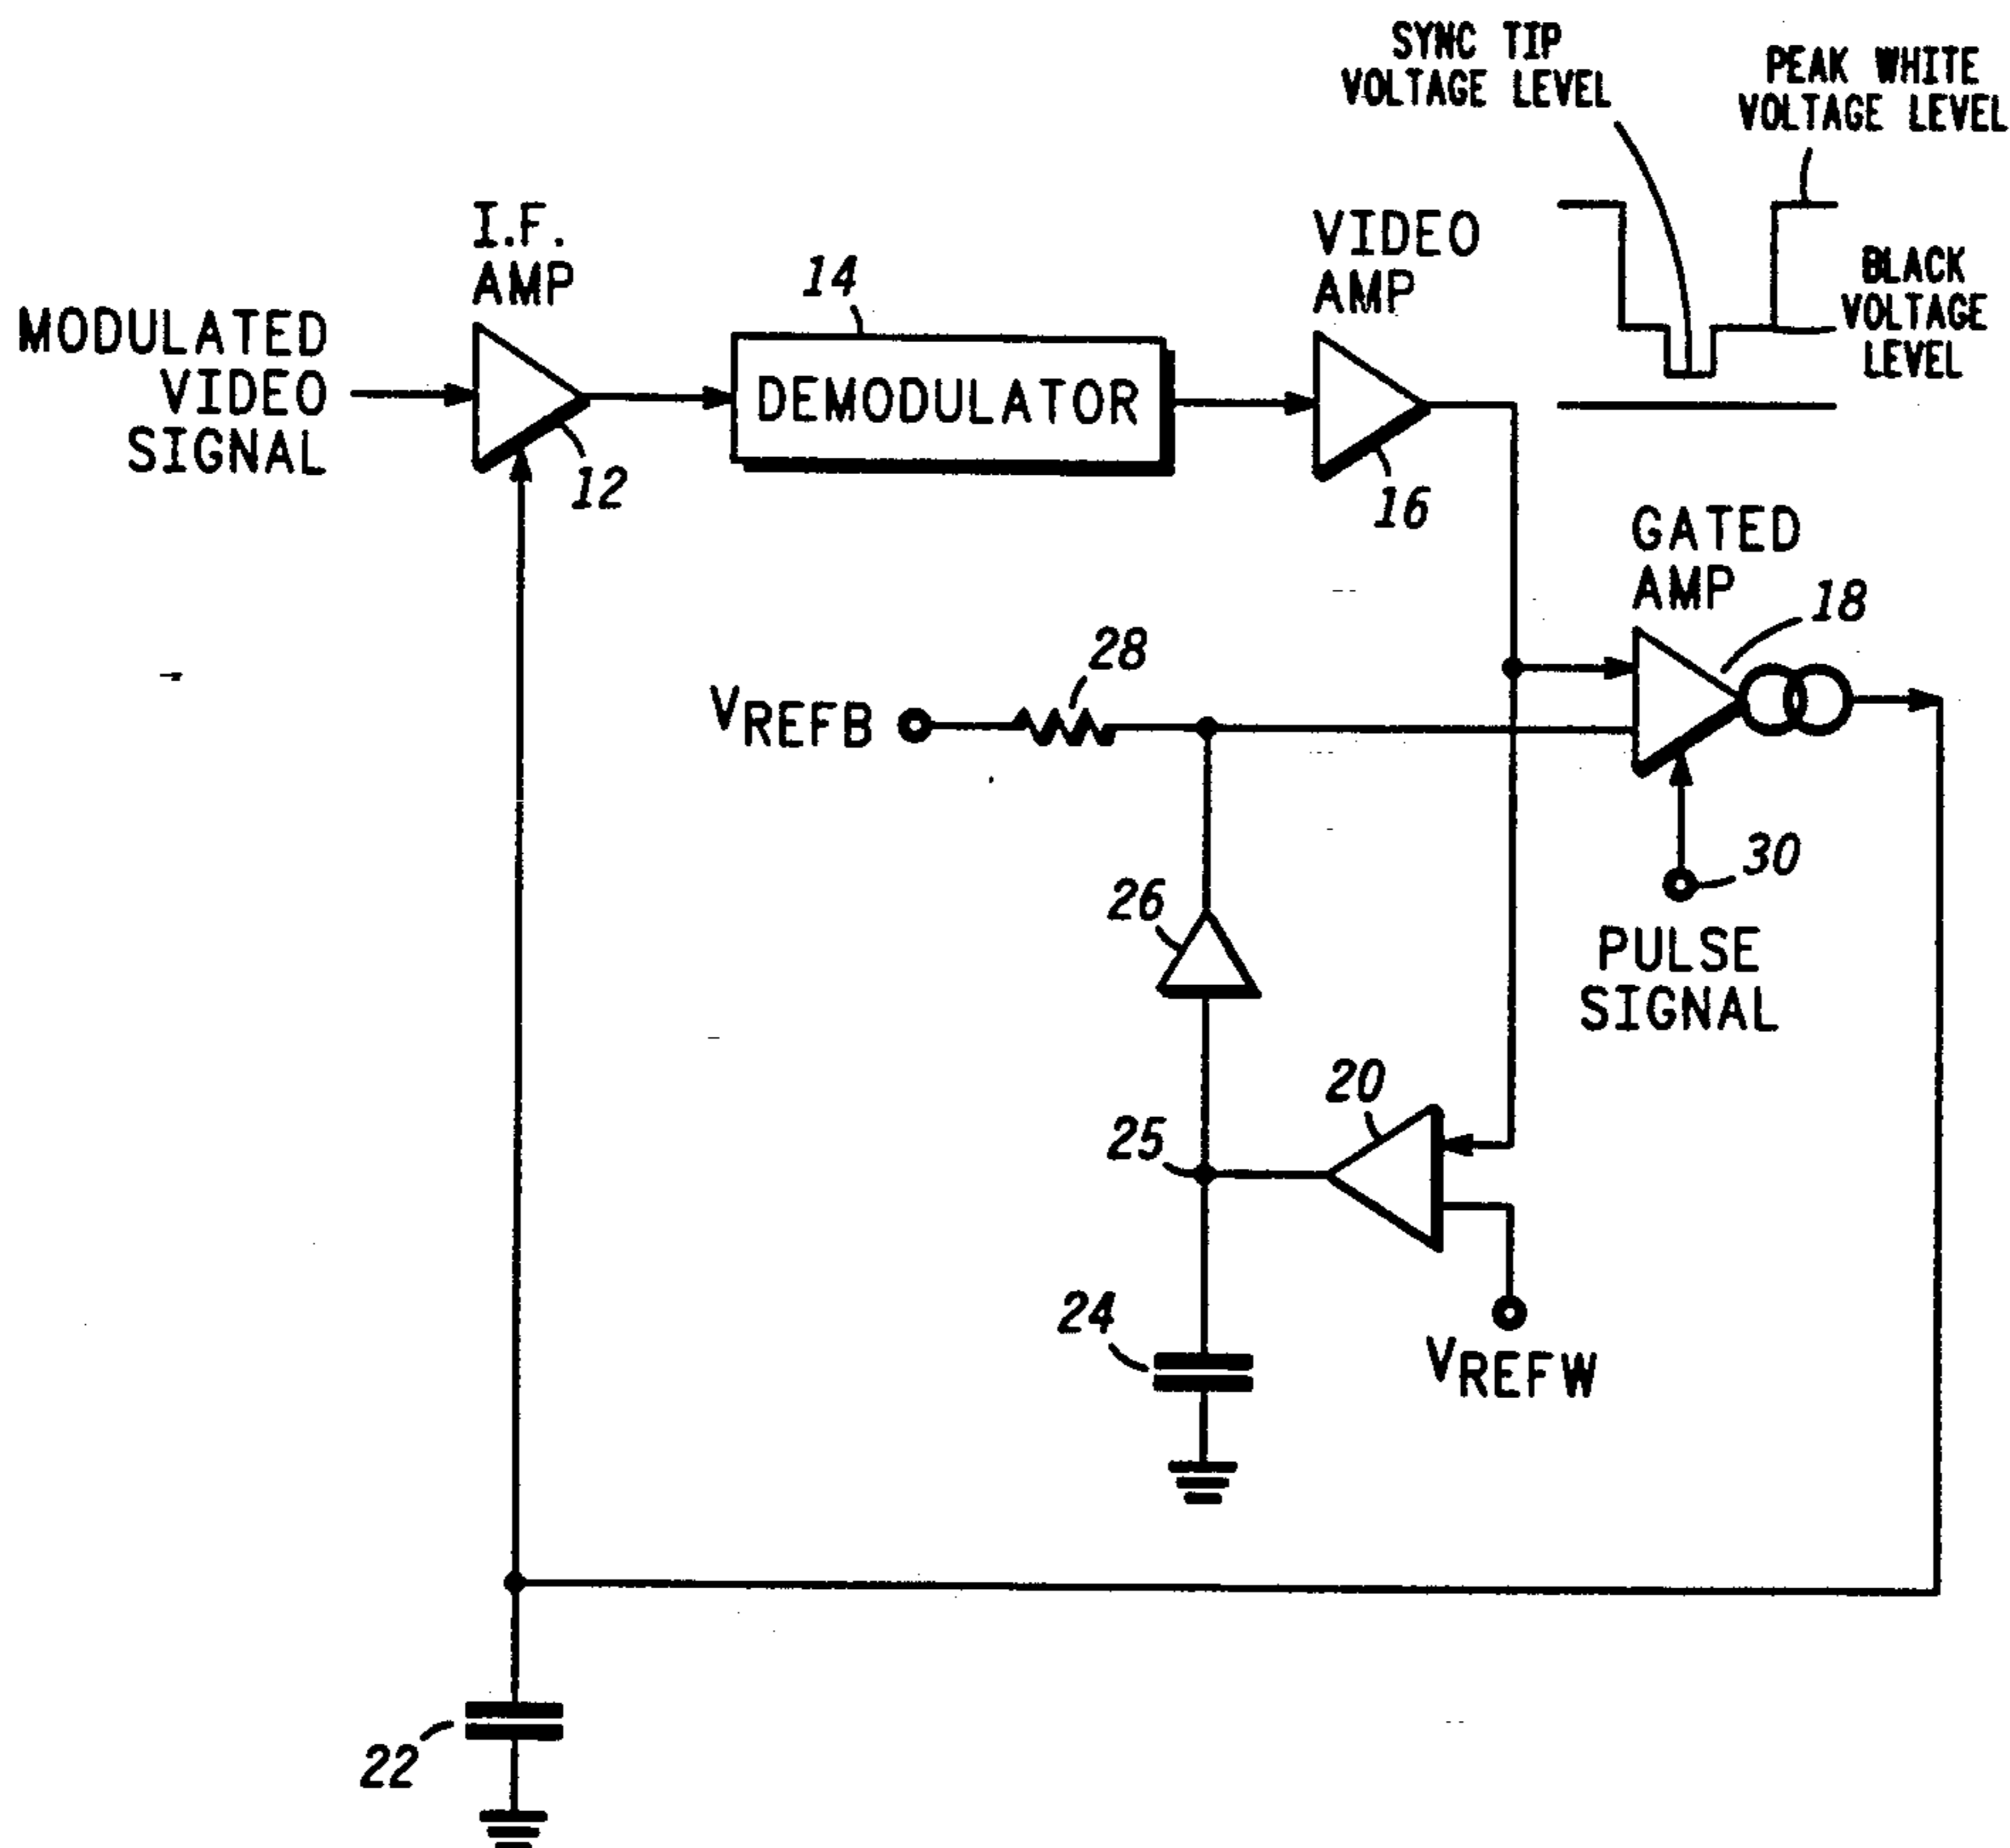 SYNC TIP
VOLTAGE LEVEL
PEAK WHITE
VOLTAGE LEVEL
I.F.
AMP
VIDEO
AMP
BLACK
VOLTAGE
LEVEL
14
MODULATED
VIDEO
SIGNAL
DEMODULATOR
12
16
GATED
AMP
18
28
VREFB
30
26
PULSE
SIGNAL
20
25
24
VREFW
22